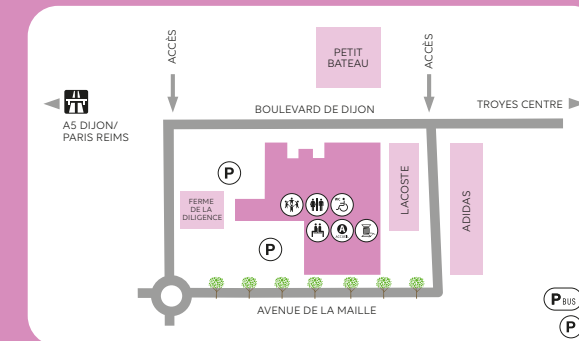 ACCÈS
PETIT
BATEAU
ACCÈS
A5 DIJON/
PARIS REIMS
BOULEVARD DE DIJON
TROYES CENTRE
P
FERME
DE LA
DILIGENCE
LACOSTE
ADIDAS
P
A
ACCUEIL
AVENUE DE LA MAILLE
P BUS
P